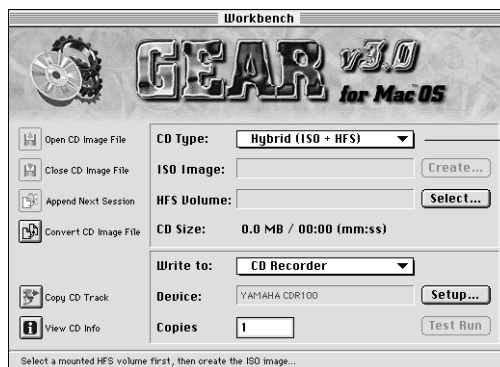 Workbench
GEAR v3.0
for Mac OS
Open CD Image File
Close CD Image File
Append Next Session
Convert CD Image File
Copy CD Track
View CD Info
CD Type: Hybrid (ISO + HFS)
ISO Image: Create...
HFS Volume: Select...
CD Size: 0.0 MB / 00:00 (mm:ss)
Write to: CD Recorder
Device: YAMAHA CDR100 Setup...
Copies 1 Test Run
Select a mounted HFS volume first, then create the ISO image...